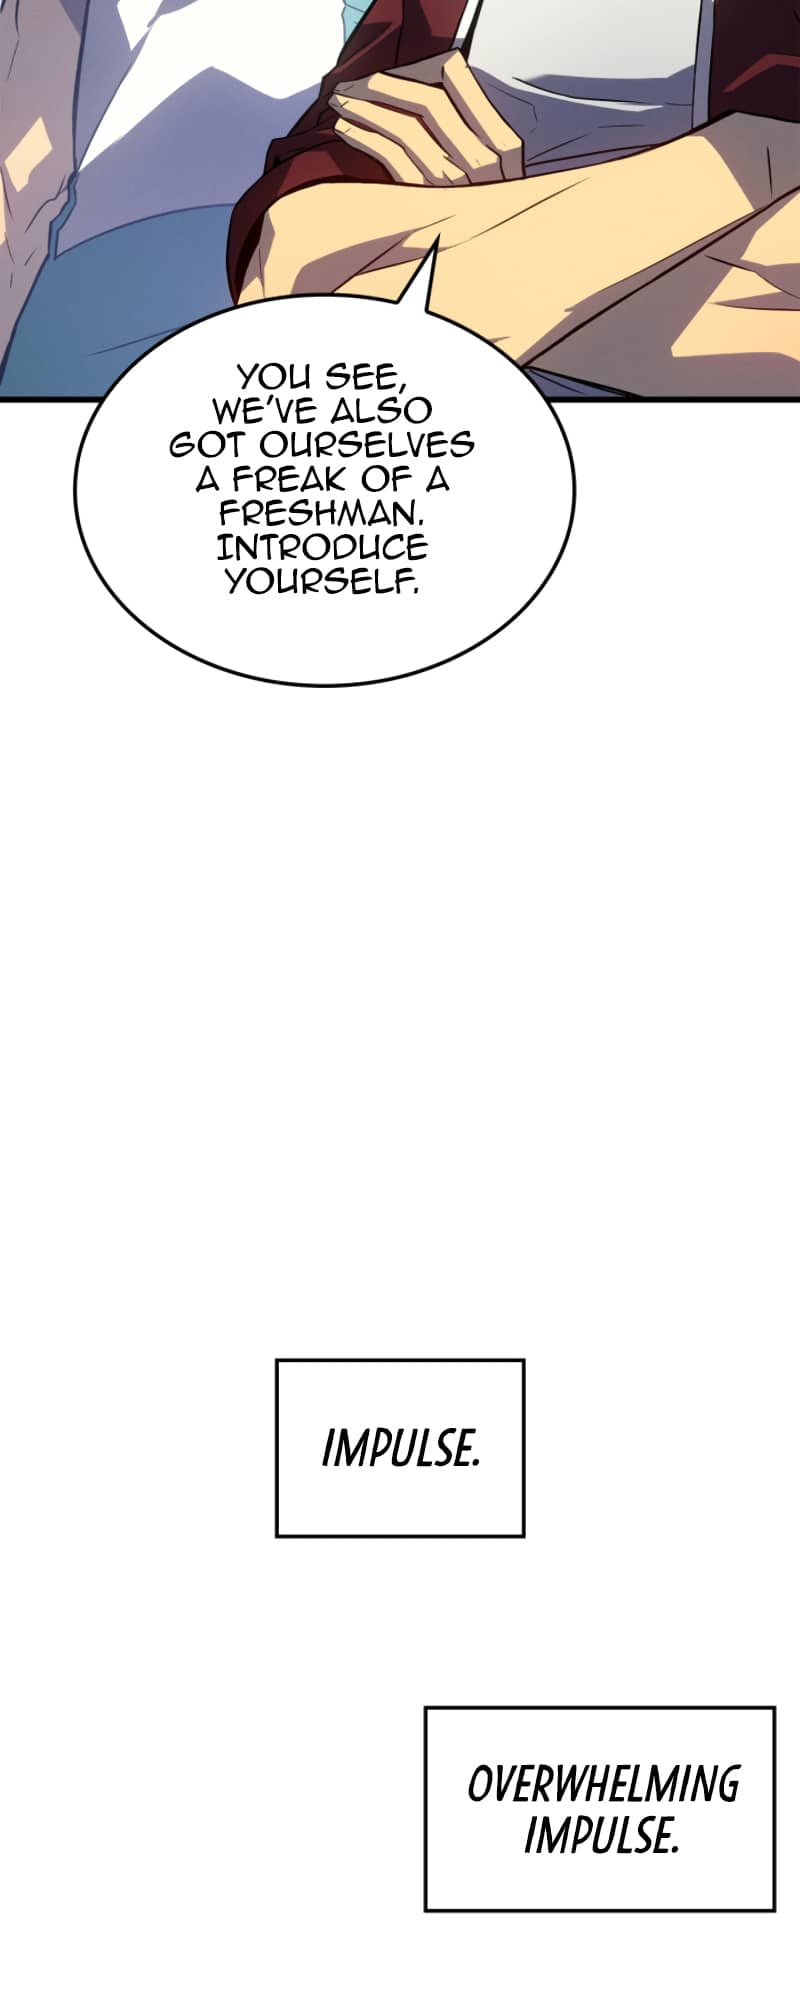 YOU SEE,
WE'VE ALSO
GOT OURSELVES
A FREAK OF A
FRESHMAN.
INTRODUCE
YOURSELF.
IMPULSE.
OVERWHELMING
IMPULSE.